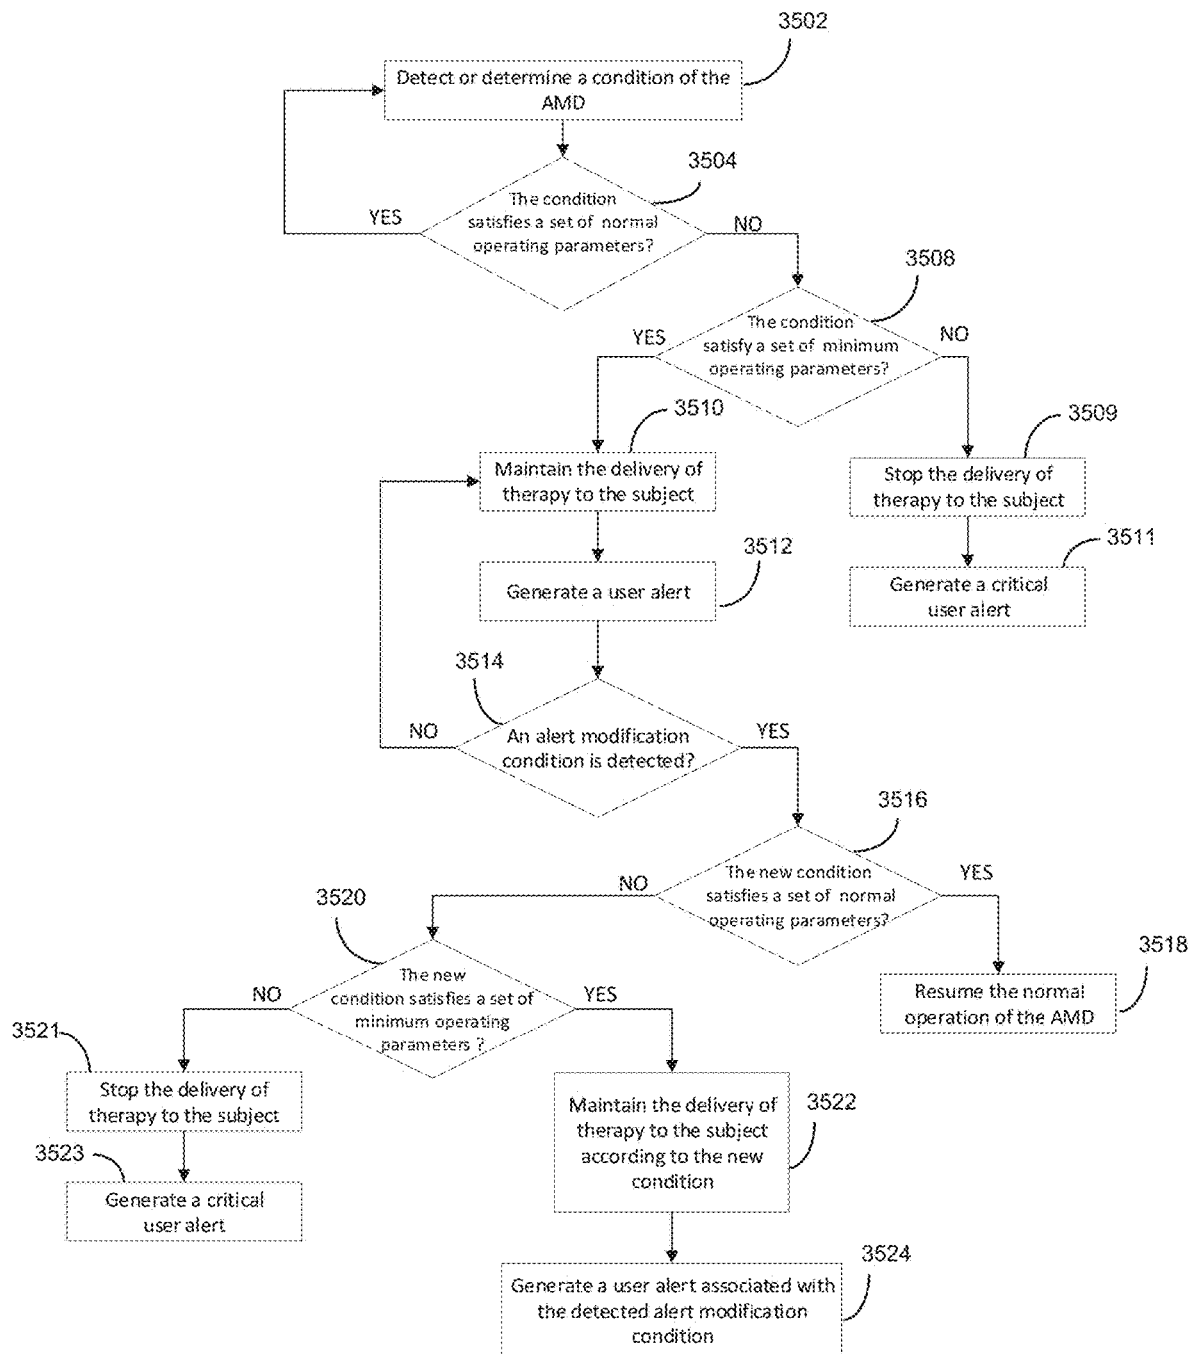 3502
Detect or determine a condition of the
AMD
3504
The condition
satisfies a set of normal
operating parameters?
YES
NO
3508
The condition
satisfy a set of minimum
operating parameters?
YES
NO
3510
Maintain the delivery of
therapy to the subject
3509
Stop the delivery of
therapy to the subject
3512
Generate a user alert
3511
Generate a critical
user alert
3514
An alert modification
condition is detected?
NO
YES
3516
The new condition
satisfies a set of normal
operating parameters?
NO
YES
3520
The new
condition satisfies a set of
minimum operating
parameters ?
NO
YES
3518
Resume the normal
operation of the AMD
3521
Stop the delivery of
therapy to the subject
3522
Maintain the delivery of
therapy to the subject
according to the new
condition
3523
Generate a critical
user alert
3524
Generate a user alert associated with
the detected alert modification
condition